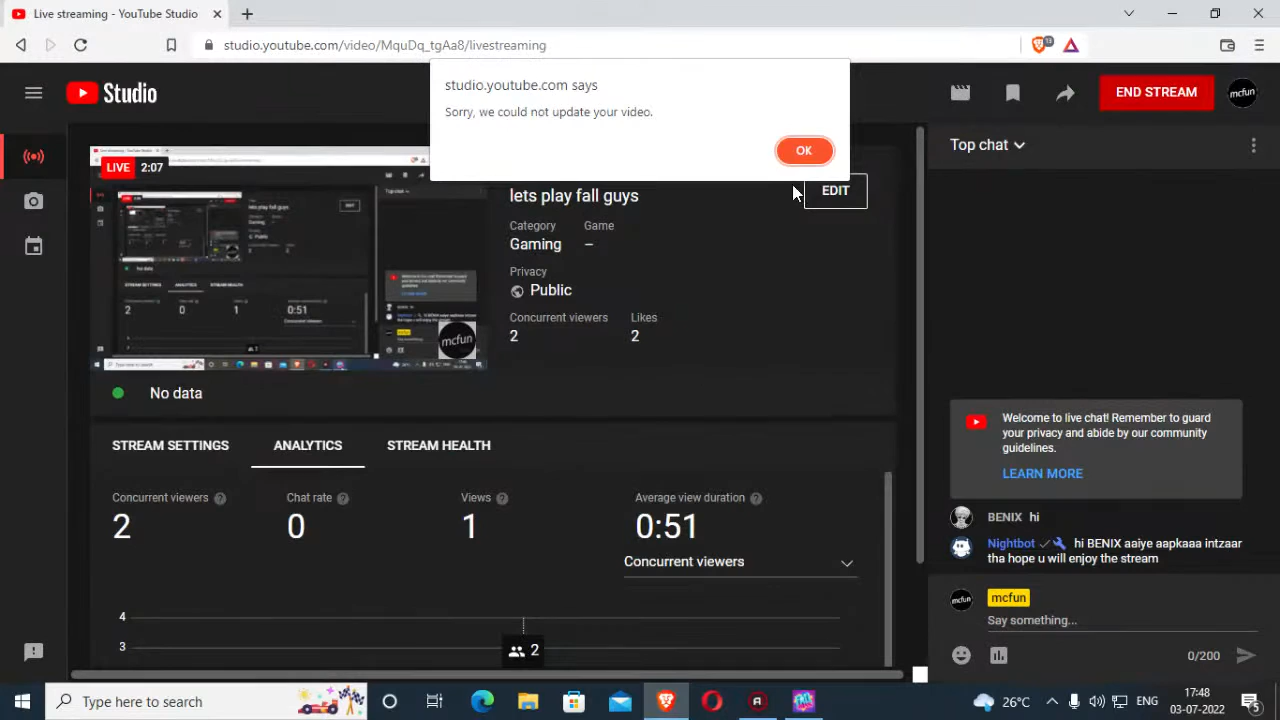 Live streaming - YouTube Studio
studio.youtube.com/video/MquDq_tgAa8/livestreaming
13
studio.youtube.com says
Sorry, we could not update your video.
OK
Studio
END STREAM
mcfun
Top chat
LIVE 2:07
lets play fall guys
EDIT
Category Game
Gaming –
Privacy
Public
Concurrent viewers Likes
2 2
No data
STREAM SETTINGS ANALYTICS STREAM HEALTH
Concurrent viewers Chat rate Views Average view duration
2 0 1 0:51
Concurrent viewers
4
3
2
Welcome to live chat! Remember to guard
your privacy and abide by our community
guidelines.
LEARN MORE
BENIX hi
Nightbot hi BENIX aaiye aapkaaa intzaar
tha hope u will enjoy the stream
mcfun
Say something...
0/200
Type here to search
26°C
ENG
17:48
03-07-2022
5